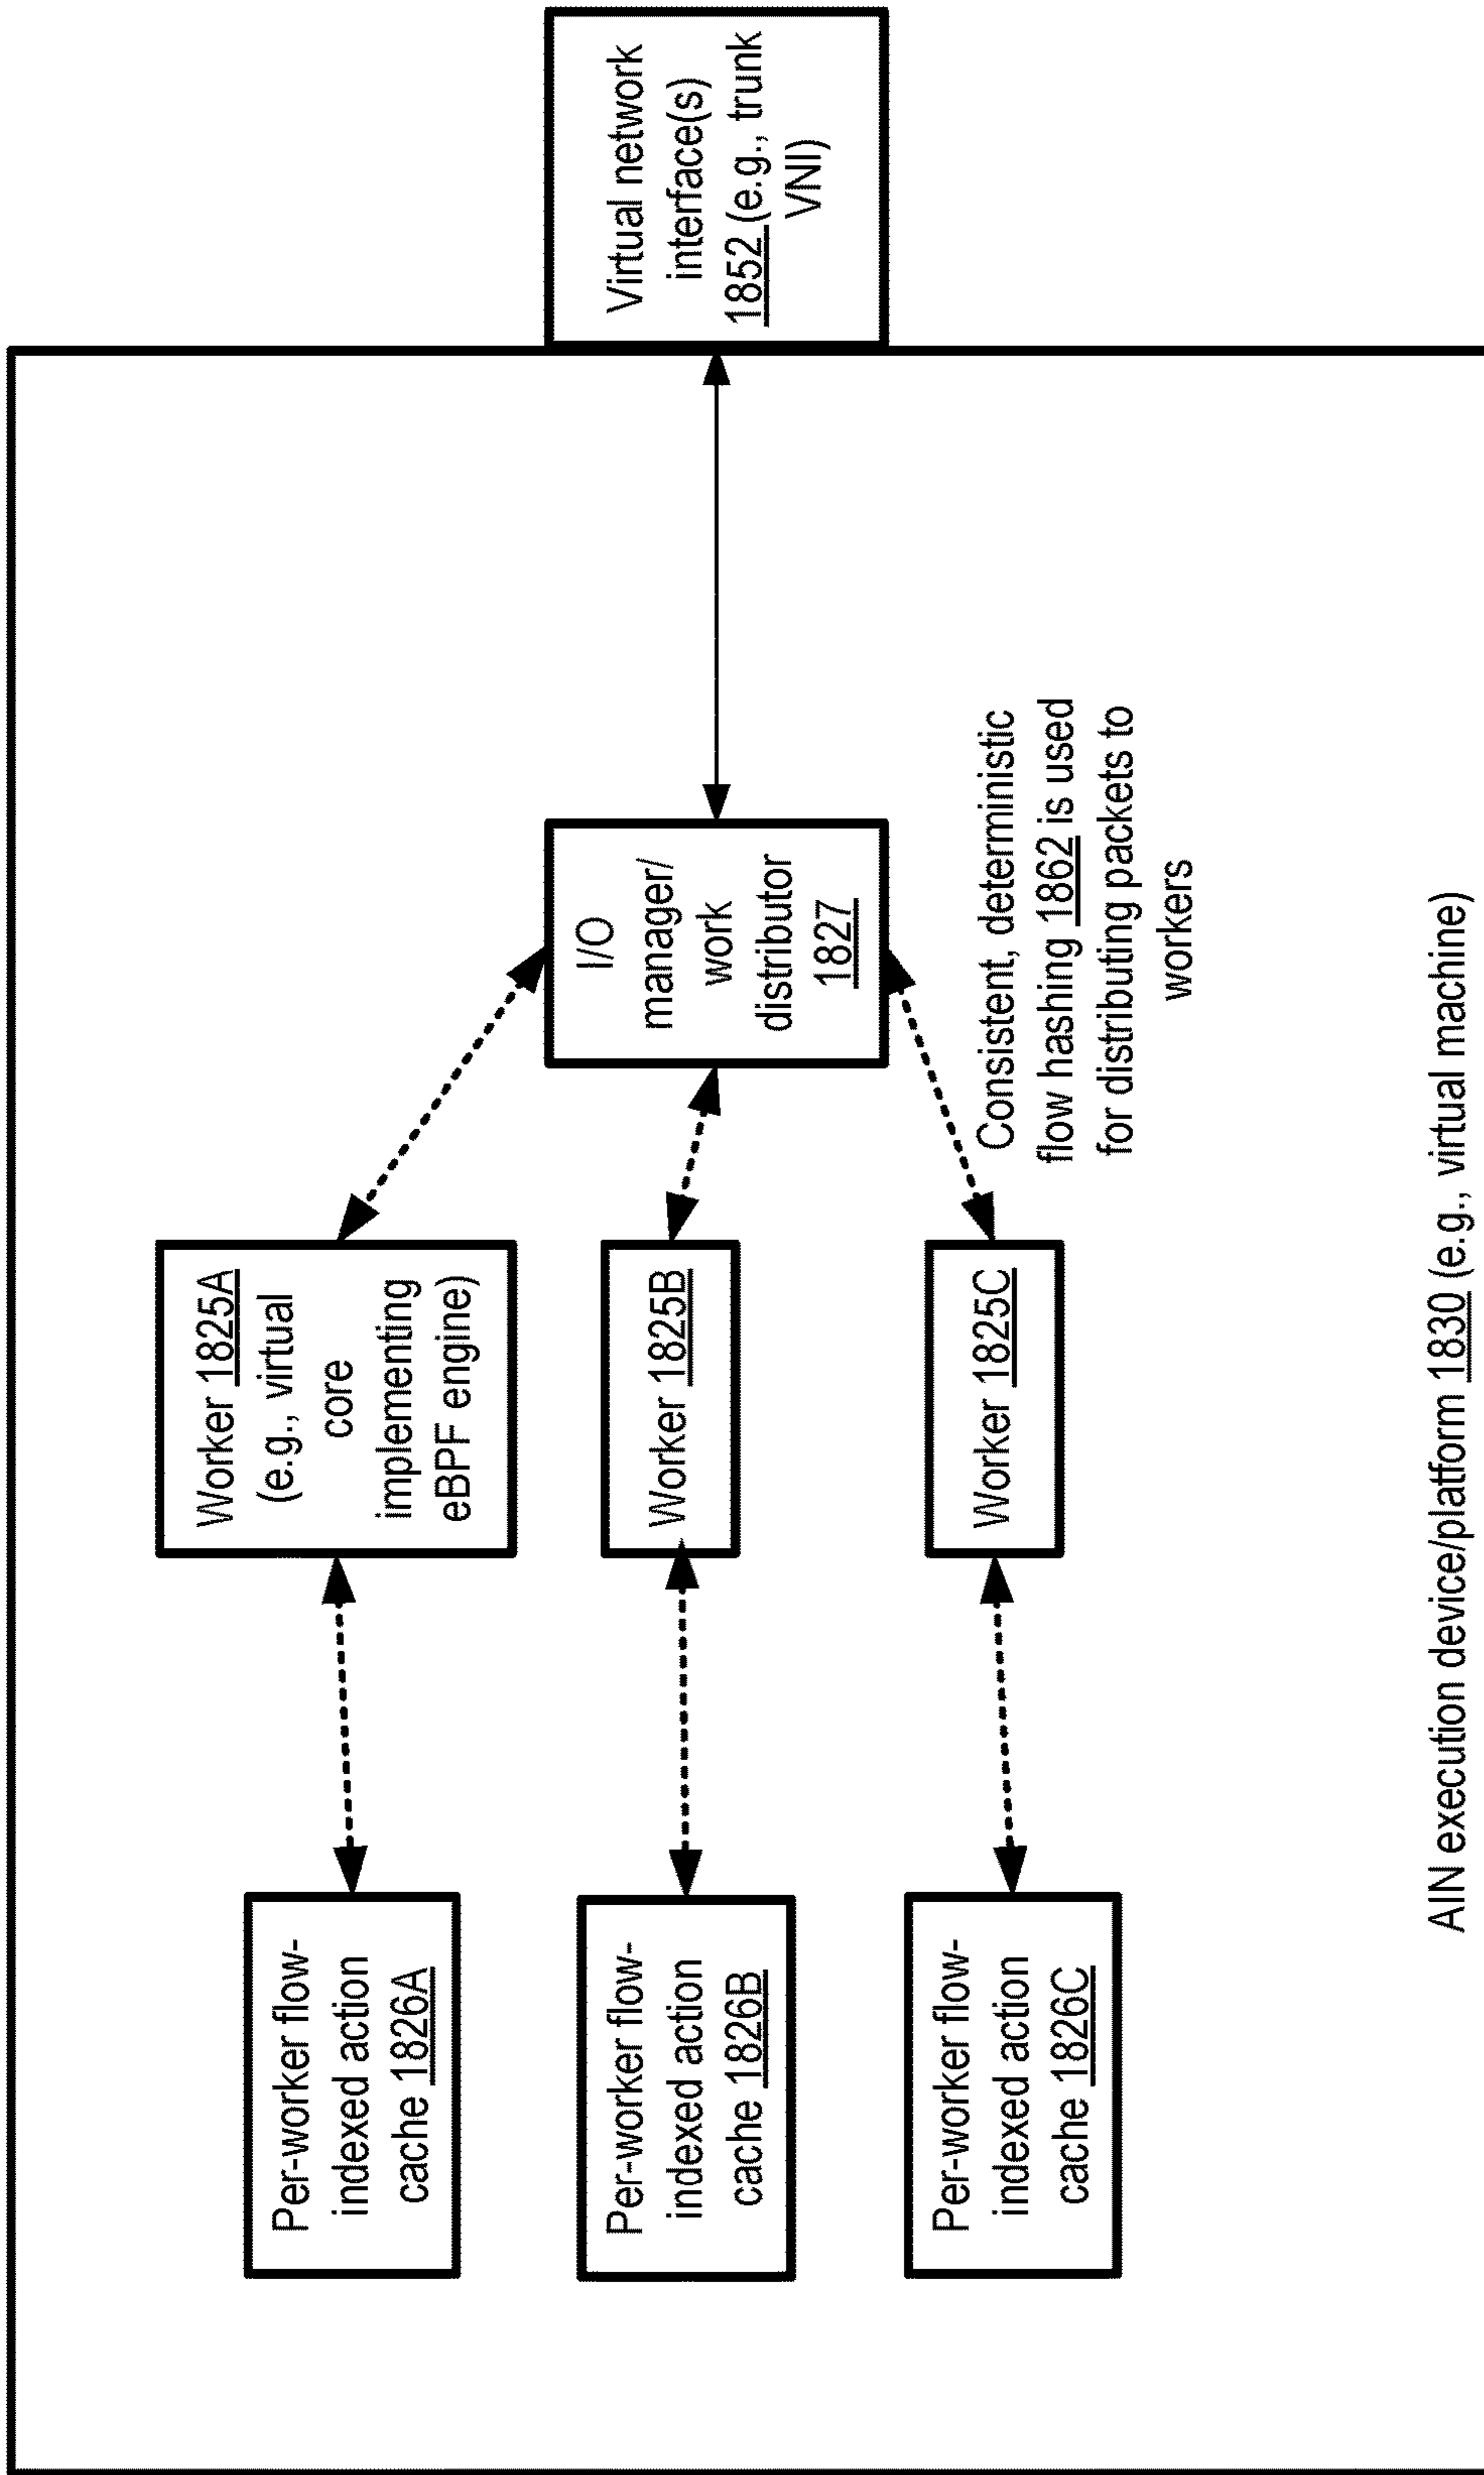 Per-worker flow-
indexed action
cache 1826A
Worker 1825A
(e.g., virtual
core
implementing
eBPF engine)
Per-worker flow-
indexed action
cache 1826B
Worker 1825B
I/O
manager/
work
distributor
1827
Virtual network
interface(s)
1852 (e.g., trunk
VNI)
Per-worker flow-
indexed action
cache 1826C
Worker 1825C
Consistent, deterministic
flow hashing 1862 is used
for distributing packets to
workers
AIN execution device/platform 1830 (e.g., virtual machine)